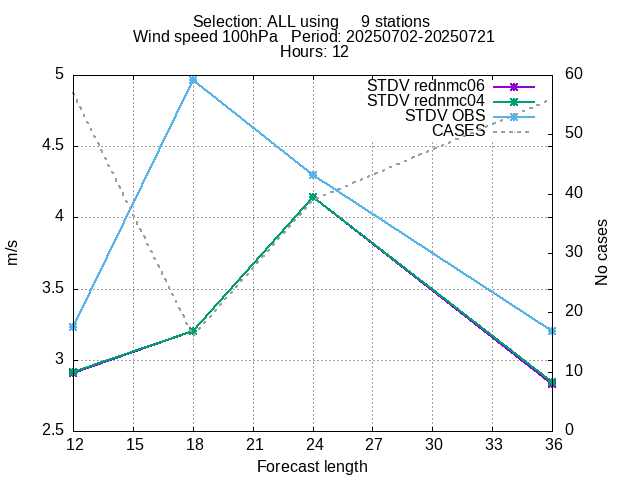 Selection: ALL using 9 stations
Wind speed 100hPa Period: 20250702-20250721
Hours: 12
STDV rednmc06
STDV rednmc04
STDV OBS
CASES
5
4.5
4
3.5
3
2.5
60
50
40
30
20
10
0
m/s
No cases
12 15 18 21 24 27 30 33 36
Forecast length